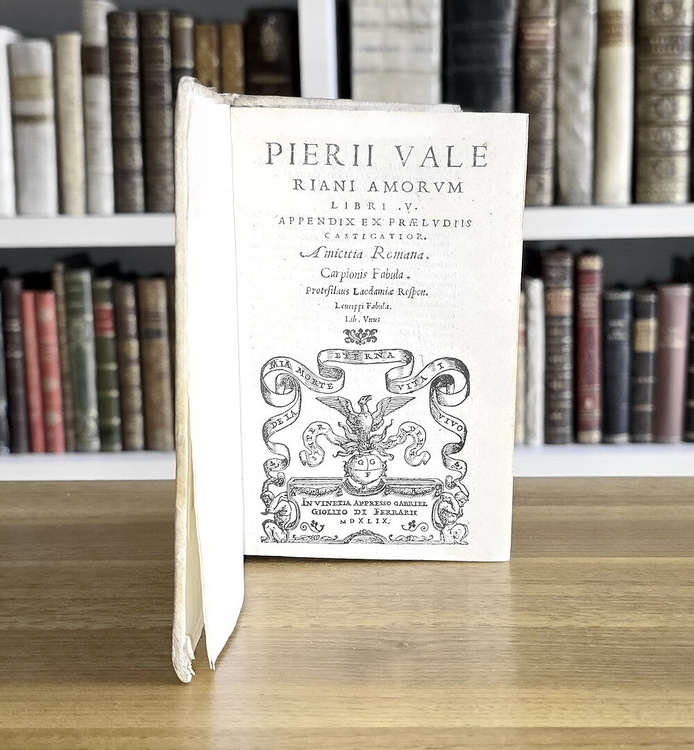 PIERII VALE
RIANI AMORVM
LIBRI .V.
APPENDIX EX PRÆLVDIIS
CASTIGATIOR.
Amicitia Romana.
Carpionis Fabula.
Protesilaus Laodamiæ Respon.
Leucippi Fabula.
Lib. Vnus
DE LA
MIA MORTE
ETERNA
VITA I
VIVO
SEMPER
G G
F
IN VINETIA APPRESSO GABRIEL
GIOLITO DI FERRARII
MDXLIX.